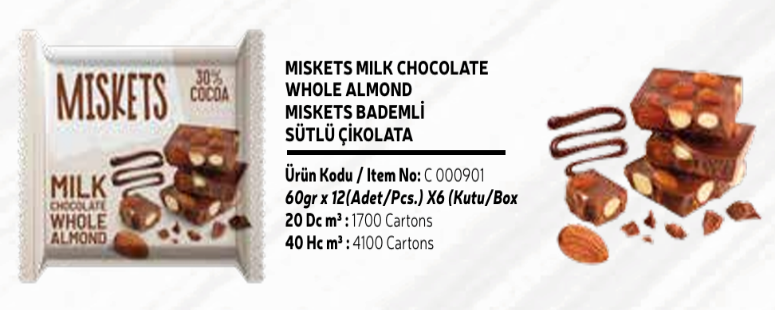 MISKETS
30%
COCOA
MILK
CHOCOLATE
WHOLE
ALMOND
MISKETS MILK CHOCOLATE
WHOLE ALMOND
MISKETS BADEMLİ
SÜTLÜ ÇİKOLATA
Ürün Kodu / Item No: C 000901
60gr x 12(Adet/Pcs.) X6 (Kutu/Box
20 Dc m³ : 1700 Cartons
40 Hc m³ : 4100 Cartons